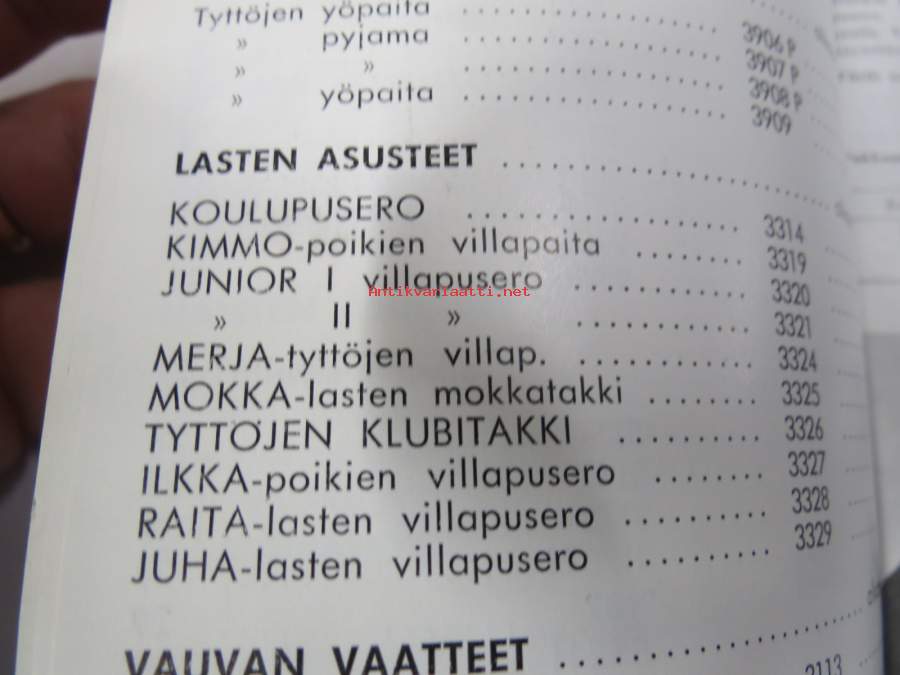 Tyttöjen yöpaita .................. 3906 P
» pyjama .................. 3907 P
» » .................. 3908 P
» yöpaita .................. 3909
LASTEN ASUSTEET ..................
KOULUPUSERO .................. 3314
KIMMO-poikien villapaita ........ 3319
JUNIOR I villapusero ............ 3320
» II » ............ 3321
MERJA-tyttöjen villap. ............ 3324
MOKKA-lasten mokkatakki ........ 3325
TYTTÖJEN KLUBITAKKI .......... 3326
ILKKA-poikien villapusero ........ 3327
RAITA-lasten villapusero .......... 3328
JUHA-lasten villapusero .......... 3329
VAUVAN VAATTEET ..................
2113
Antikvariaatti.net